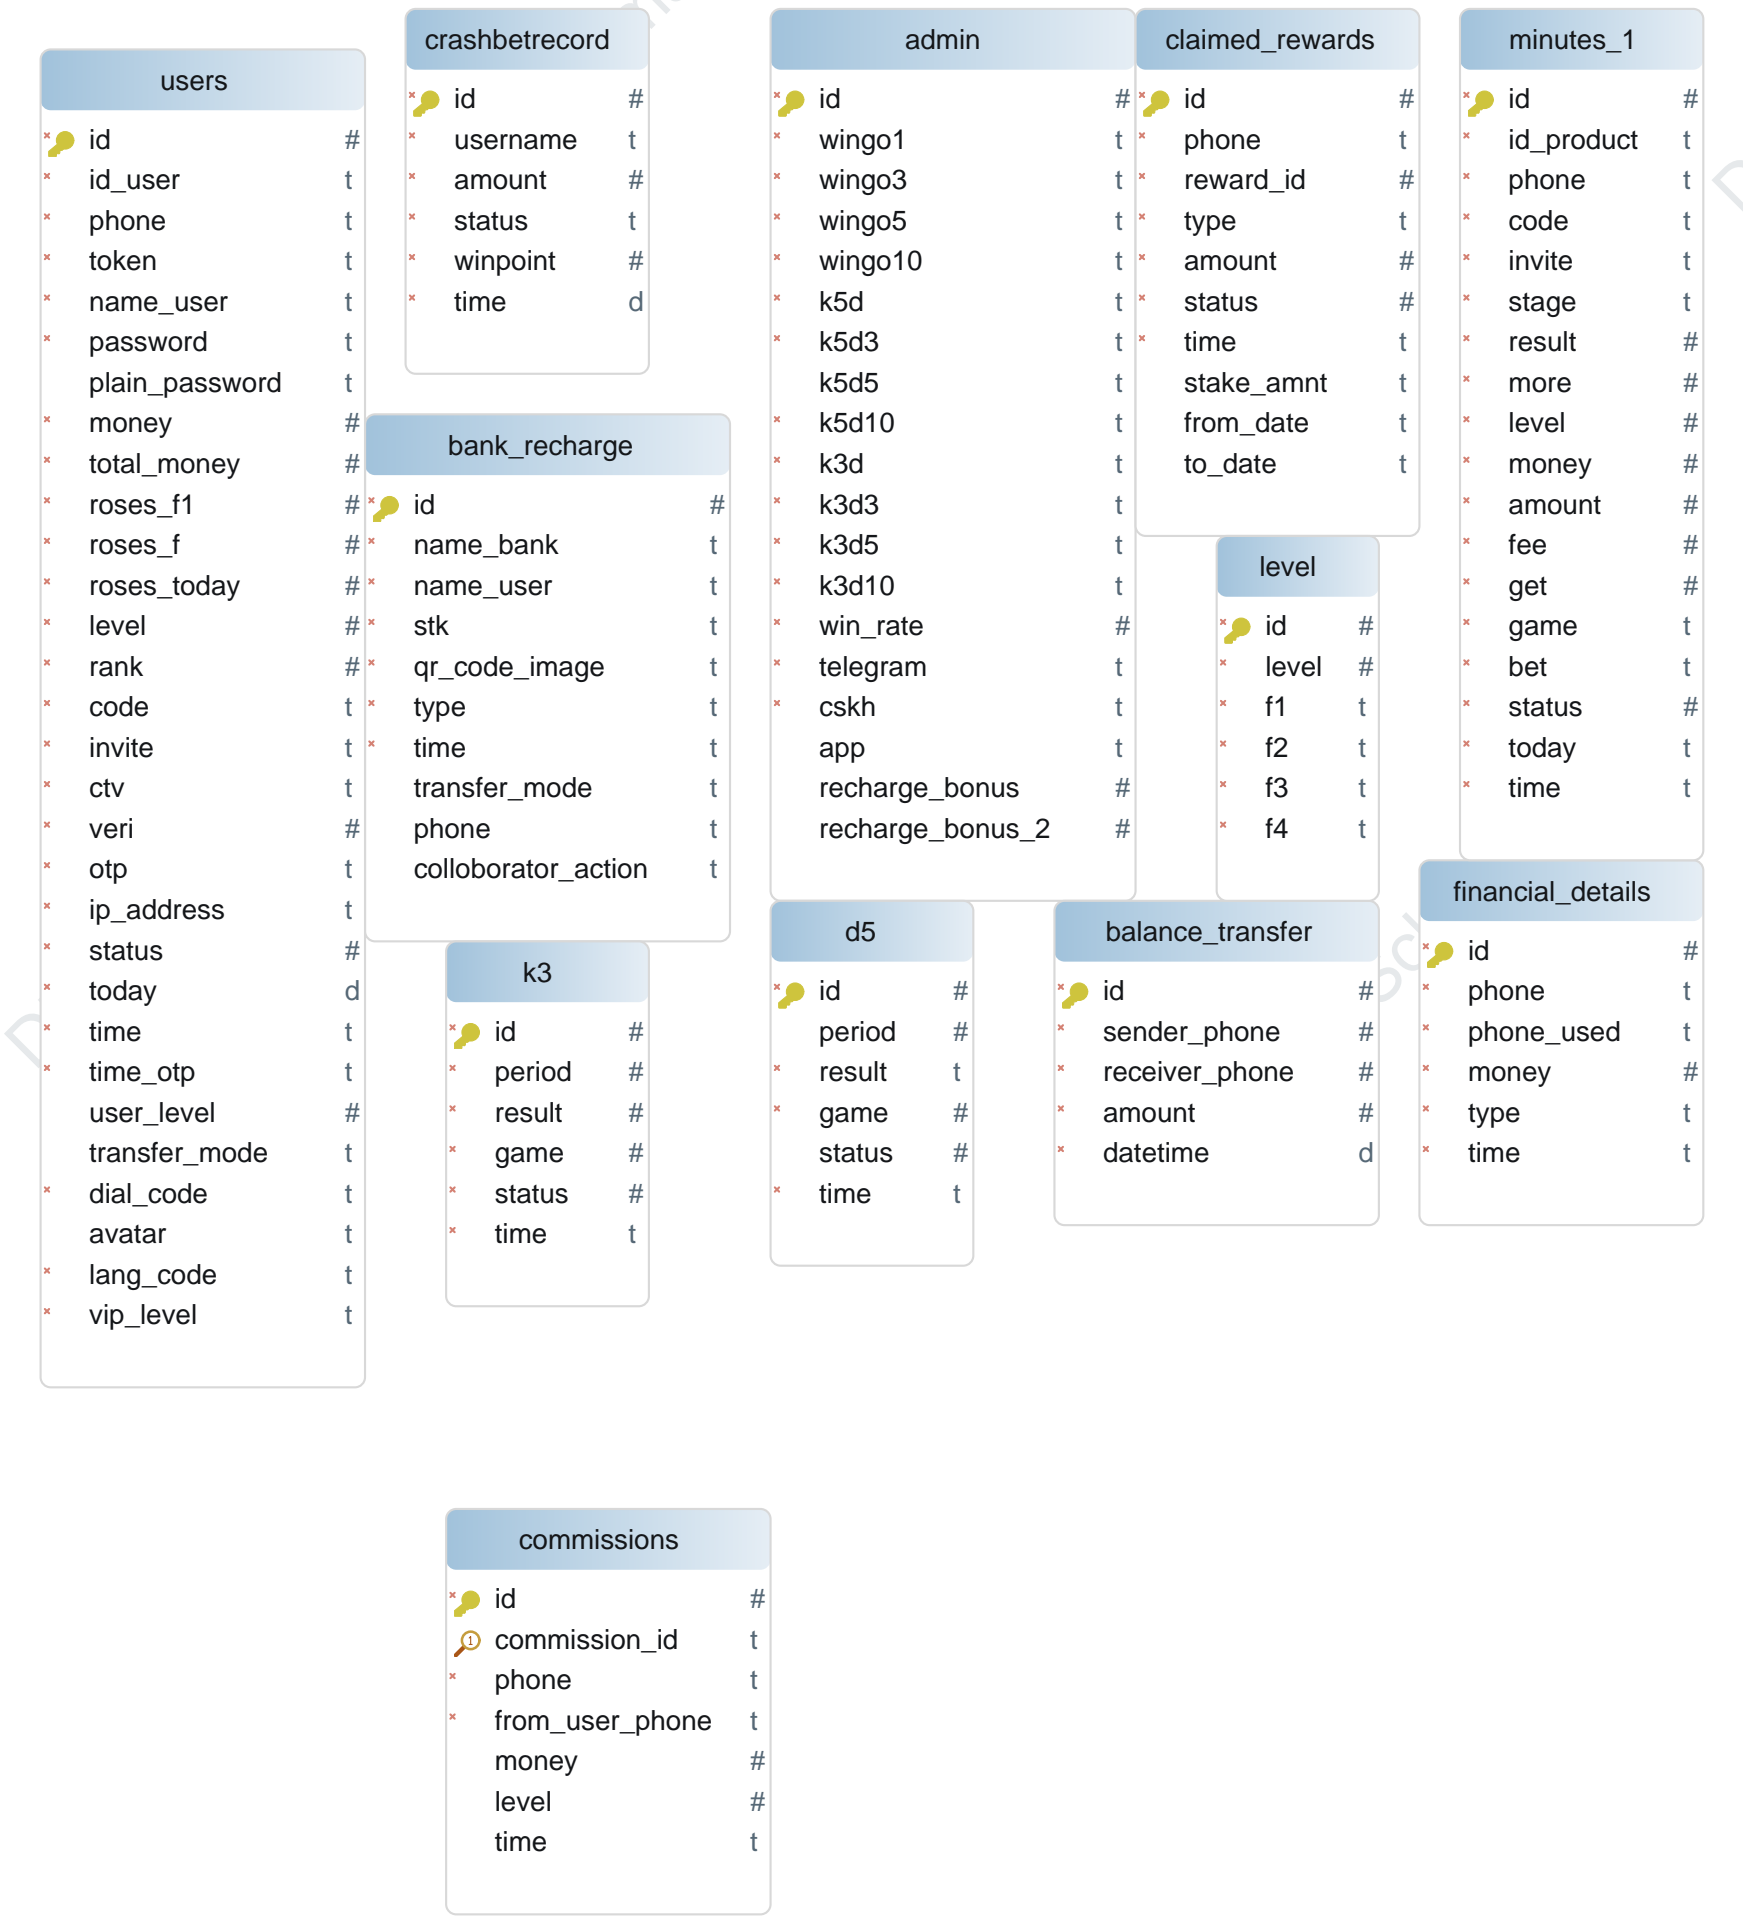 users
id #
id_user t
phone t
token t
name_user t
password t
plain_password t
money #
total_money #
roses_f1 #
roses_f #
roses_today #
level #
rank #
code t
invite t
ctv t
veri #
otp t
ip_address t
status #
today d
time t
time_otp t
user_level #
transfer_mode t
dial_code t
avatar t
lang_code t
vip_level t
crashbetrecord
id #
username t
amount #
status t
winpoint #
time d
bank_recharge
id #
name_bank t
name_user t
stk t
qr_code_image t
type t
time t
transfer_mode t
phone t
colloborator_action t
k3
id #
period #
result #
game #
status #
time t
admin
id #
wingo1 t
wingo3 t
wingo5 t
wingo10 t
k5d t
k5d3 t
k5d5 t
k5d10 t
k3d t
k3d3 t
k3d5 t
k3d10 t
win_rate #
telegram t
cskh t
app t
recharge_bonus #
recharge_bonus_2 #
d5
id #
period #
result t
game #
status #
time t
claimed_rewards
id #
phone t
reward_id #
type t
amount #
status #
time t
stake_amnt t
from_date t
to_date t
level
id #
level #
f1 t
f2 t
f3 t
f4 t
balance_transfer
id #
sender_phone #
receiver_phone #
amount #
datetime d
minutes_1
id #
id_product t
phone t
code t
invite t
stage t
result #
more #
level #
money #
amount #
fee #
get #
game t
bet t
status #
today t
time t
financial_details
id #
phone t
phone_used t
money #
type t
time t
commissions
id #
commission_id t
phone t
from_user_phone t
money #
level #
time t